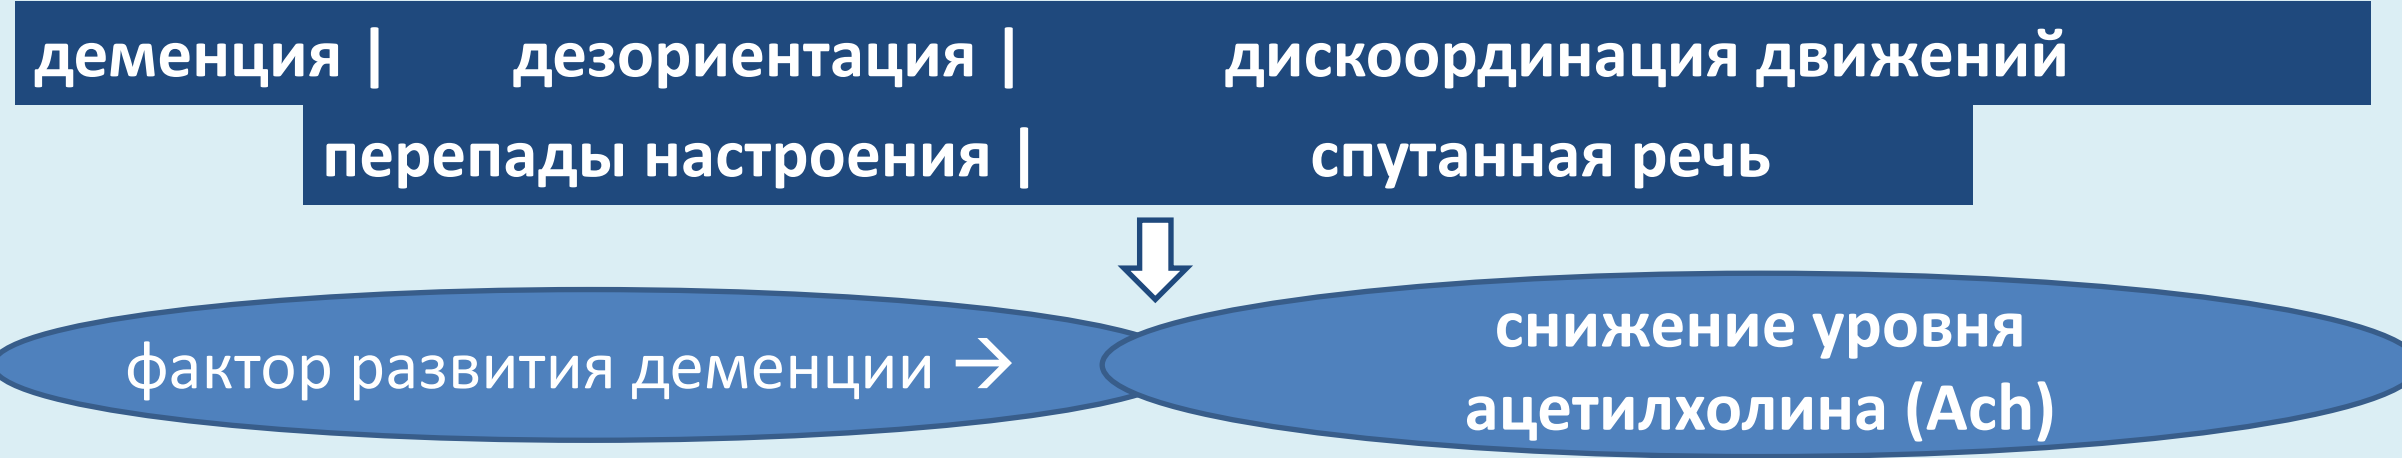 деменция | дезориентация | дискоординация движений
перепады настроения | спутанная речь
фактор развития деменции →
снижение уровня
ацетилхолина (Ach)